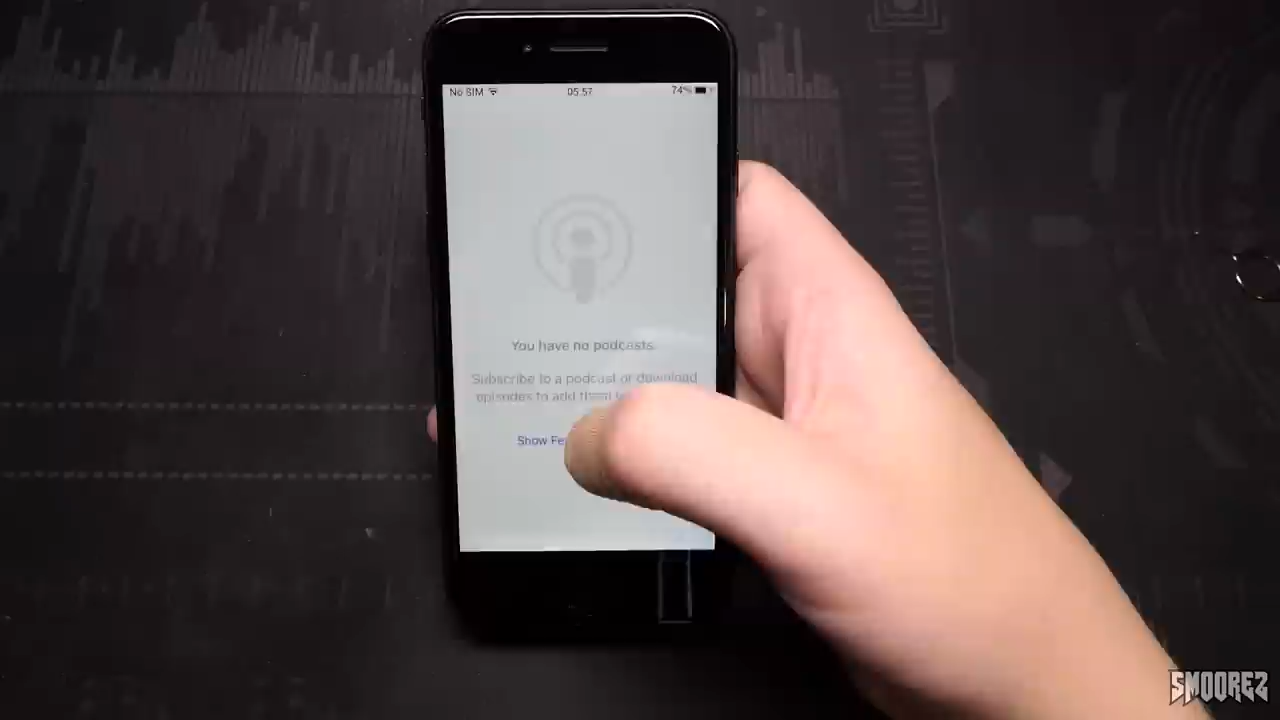 No SIM 05:57 74%
You have no podcasts.
Subscribe to a podcast or download
episodes to add them
Show
SMOOREZ